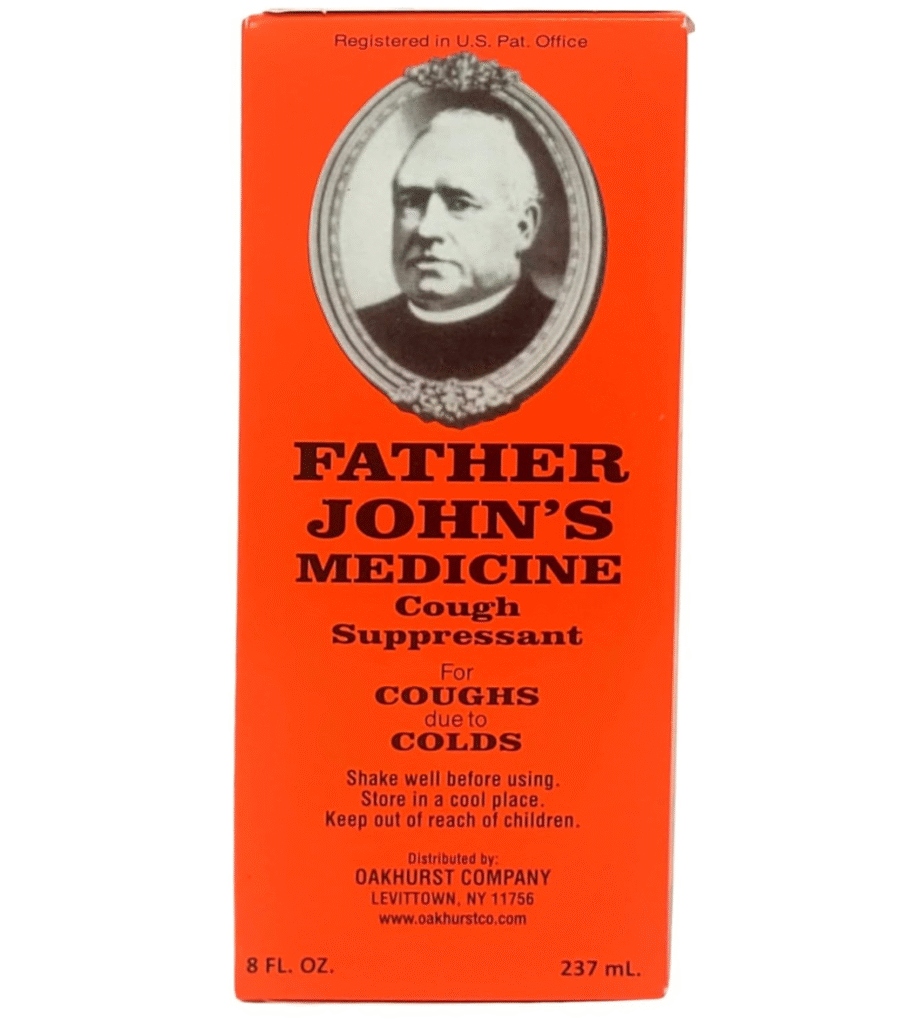 Registered in U.S. Pat. Office
FATHER
JOHN'S
MEDICINE
Cough
Suppressant
For
COUGHS
due to
COLDS
Shake well before using.
Store in a cool place.
Keep out of reach of children.
Distributed by:
OAKHURST COMPANY
LEVITTOWN, NY 11756
www.oakhurstco.com
8 FL. OZ.
237 mL.